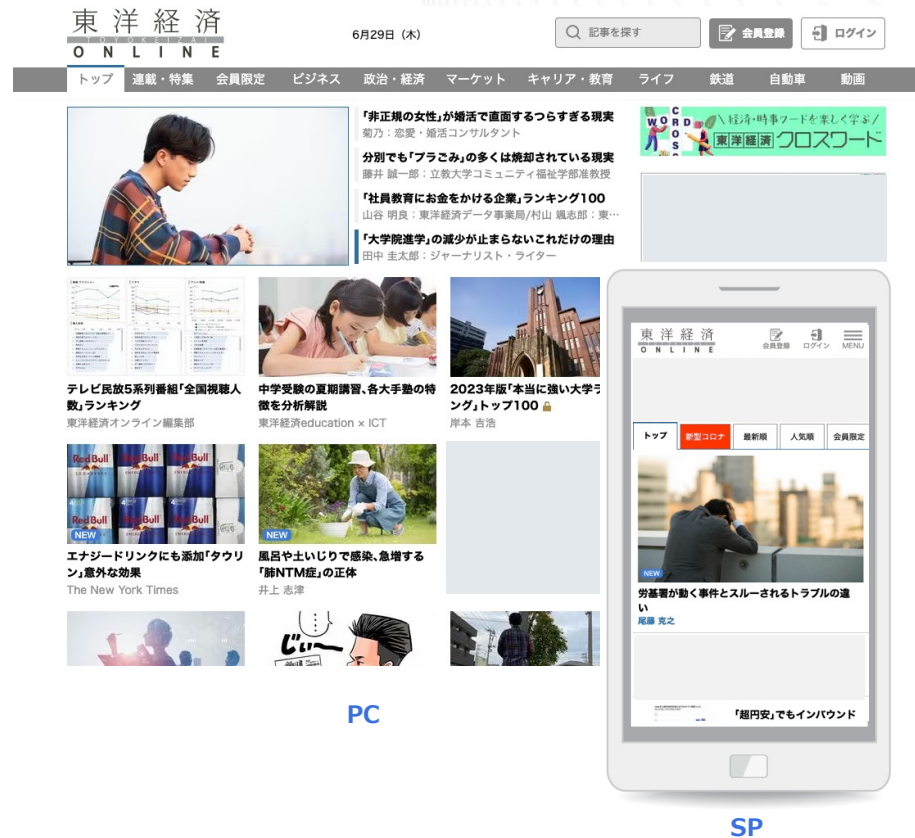 東洋経済
TOYOKEIZAI
ONLINE
6月29日（木）
記事を探す
会員登録
ログイン
トップ 連載・特集 会員限定 ビジネス 政治・経済 マーケット キャリア・教育 ライフ 鉄道 自動車 動画
「非正規の女性」が婚活で直面するつらすぎる現実
菊乃：恋愛・婚活コンサルタント
分別でも「プラごみ」の多くは焼却されている現実
藤井 誠一郎：立教大学コミュニティ福祉学部准教授
「社員教育にお金をかける企業」ランキング100
山谷 明良：東洋経済データ事業局/村山 颯志郎：東…
「大学院進学」の減少が止まらないこれだけの理由
田中 圭太郎：ジャーナリスト・ライター
WORD
CROSS
＼経済・時事ワードを楽しく学ぶ／
東洋経済 クロスワード
テレビ民放5系列番組「全国視聴人
数」ランキング
東洋経済オンライン編集部
中学受験の夏期講習、各大手塾の特
徴を分析解説
東洋経済education × ICT
2023年版「本当に強い大学ラ
ング」トップ100
岸本 吉浩
Red Bull
Red Bull
Red Bull
Red Bull
Red Bull
Red Bull
NEW
エナジードリンクにも添加「タウリ
ン」意外な効果
The New York Times
NEW
風呂や土いじりで感染、急増する
「肺NTM症」の正体
井上 志津
じぃ〜
PC
東洋経済
ONLINE
会員登録
ログイン
MENU
トップ 新型コロナ 最新順 人気順 会員限定
NEW
労基署が動く事件とスルーされるトラブルの違
い
尾藤 克之
「超円安」でもインバウンド
SP